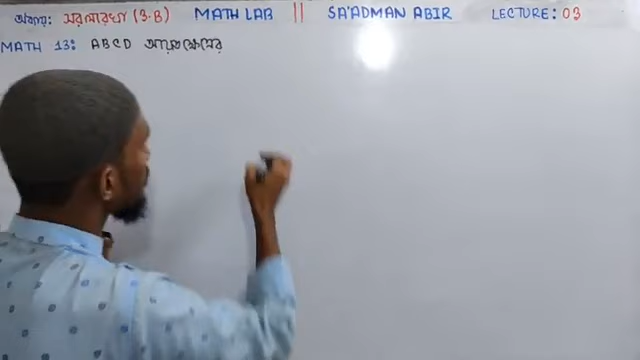 অধ্যায়: সরলরেখা (3.B) MATH LAB || SA'ADMAN ABIR LECTURE: 03
MATH 13: ABCD আয়তক্ষেত্রের